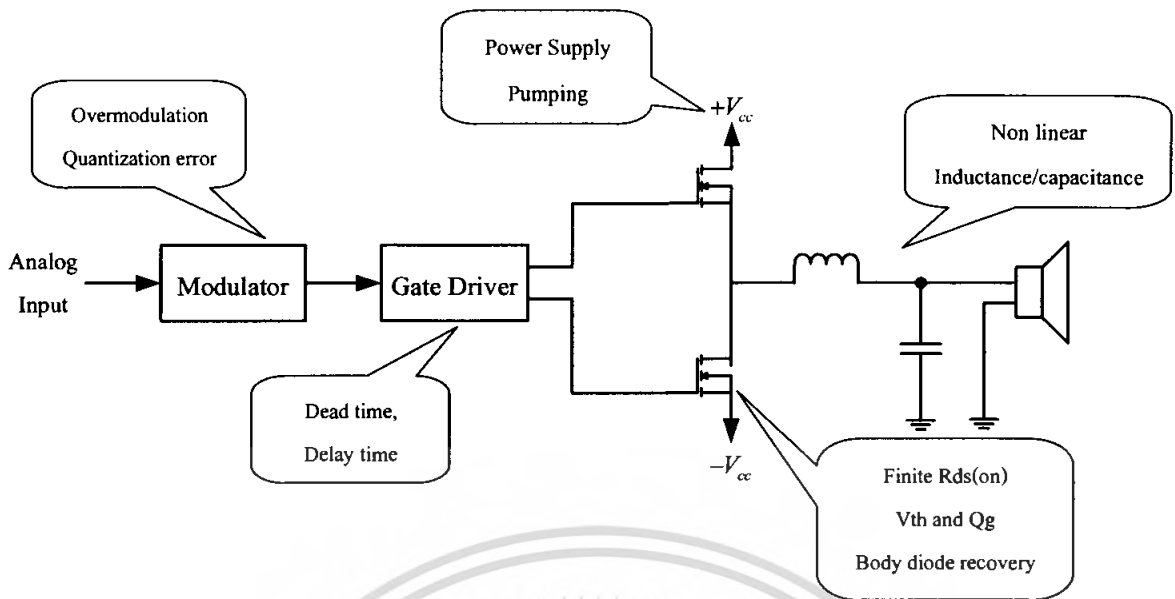 Power Supply
Pumping
+Vcc
Overmodulation
Quantization error
Non linear
Inductance/capacitance
Analog
Input
Modulator
Gate Driver
Dead time,
Delay time
−Vcc
Finite Rds(on)
Vth and Qg
Body diode recovery